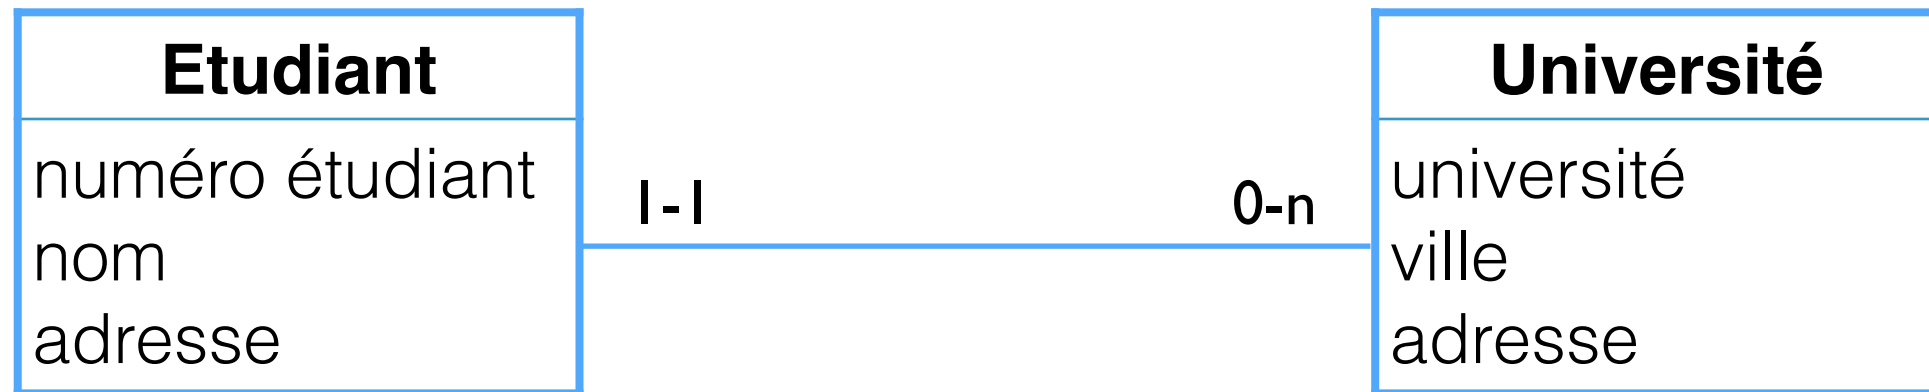 Etudiant
numéro étudiant
nom
adresse
1-1
0-n
Université
université
ville
adresse